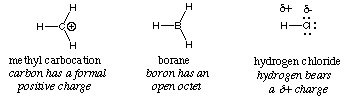 H
H C ⊕
H
H
H B
H
δ+ δ-
H Cl
methyl carbocation
carbon has a formal
positive charge
borane
boron has an
open octet
hydrogen chloride
hydrogen bears
a δ+ charge